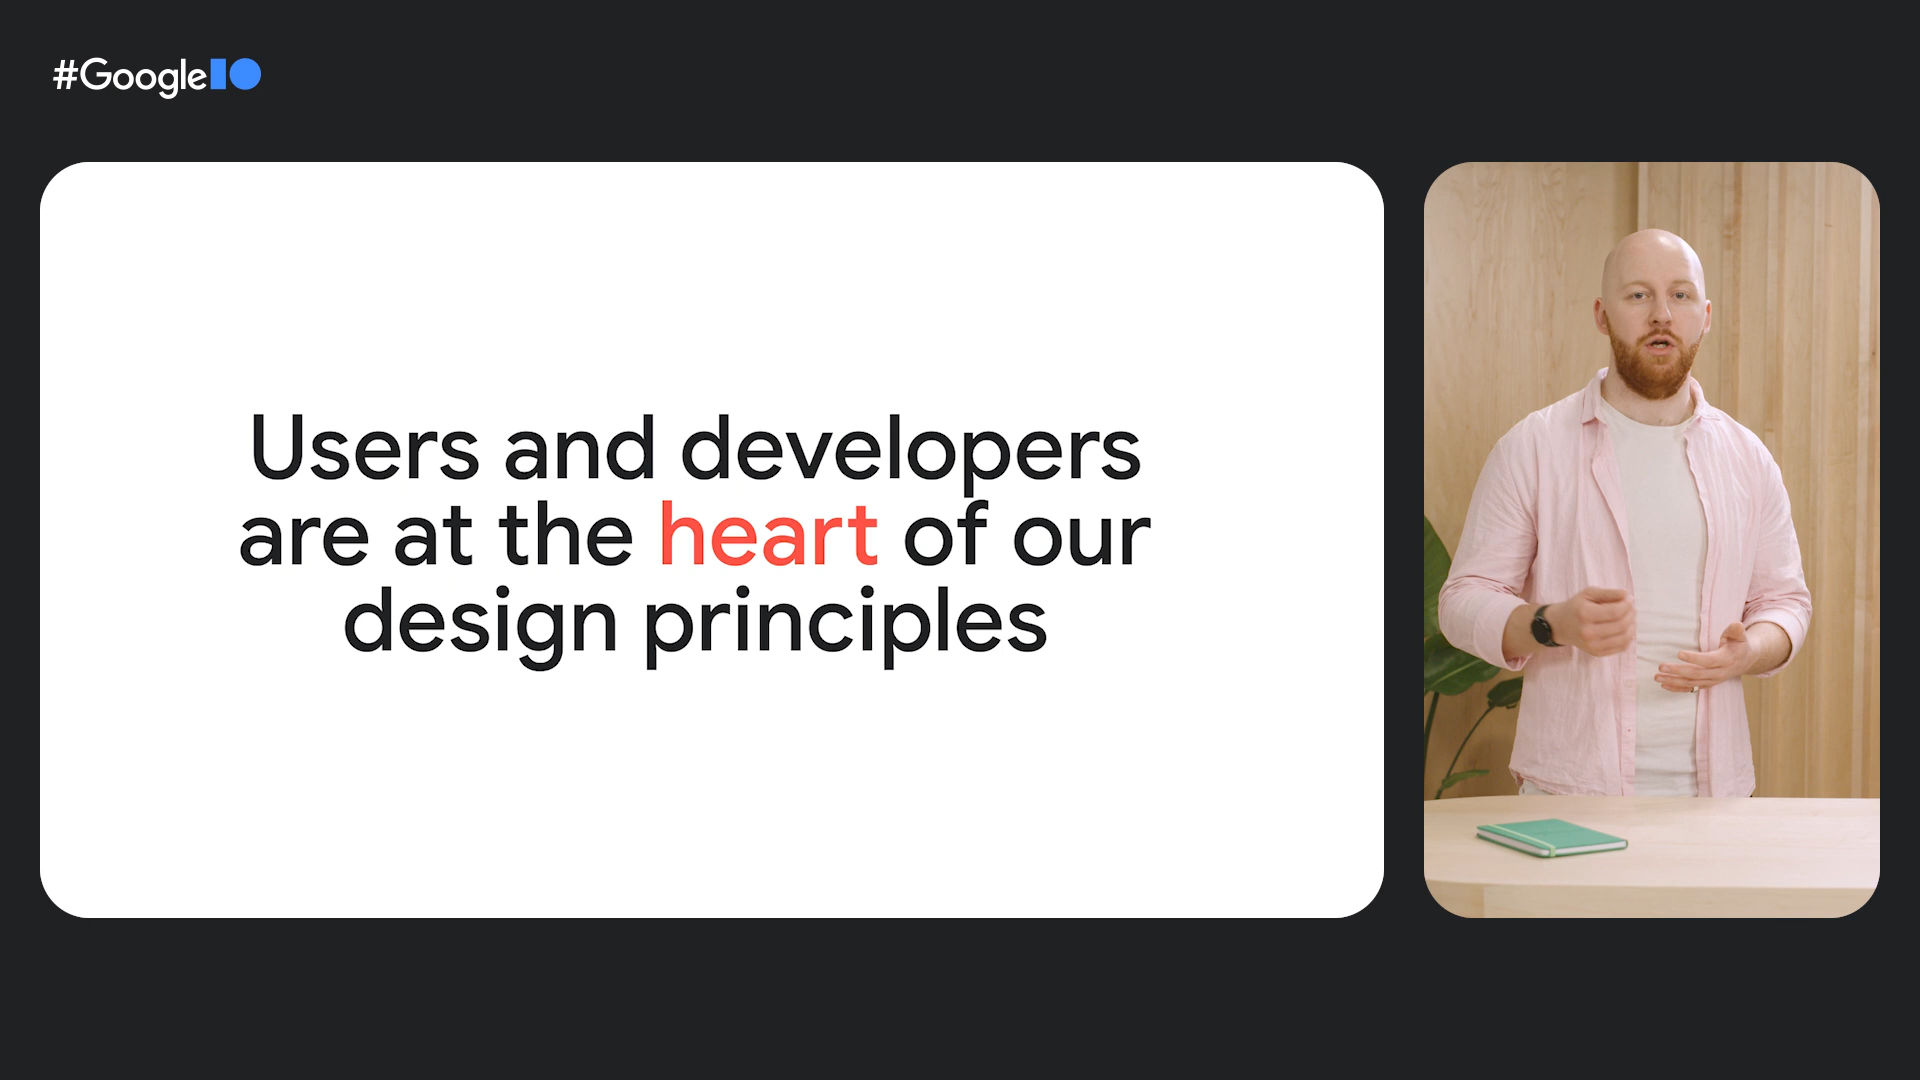 #GoogleIO
Users and developers
are at the heart of our
design principles